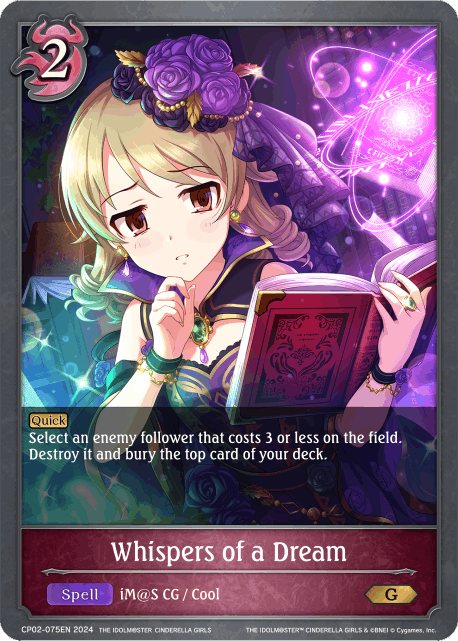 2
Quick
Select an enemy follower that costs 3 or less on the field.
Destroy it and bury the top card of your deck.
Whispers of a Dream
Spell iM@S CG / Cool G
CP02-075EN 2024 THE IDOLM@STER CINDERELLA GIRLS THE IDOLM@STER™ CINDERELLA GIRLS & ©BNEI © Cygames, Inc.